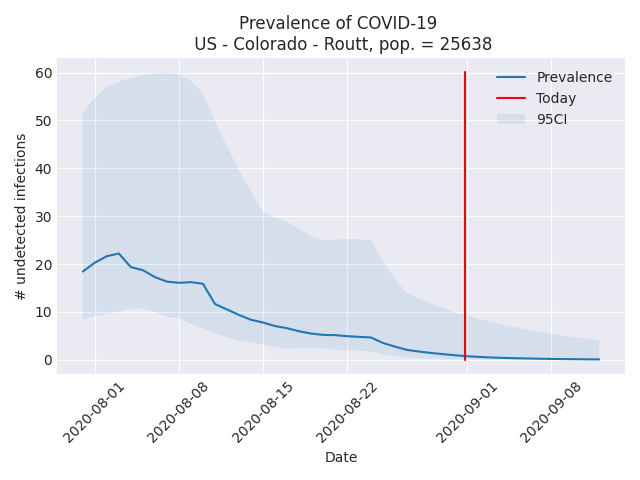 Prevalence of COVID-19
US - Colorado - Routt, pop. = 25638
Prevalence
Today
95CI
# undetected infections
60
50
40
30
20
10
0
2020-08-01
2020-08-08
2020-08-15
2020-08-22
2020-09-01
2020-09-08
Date